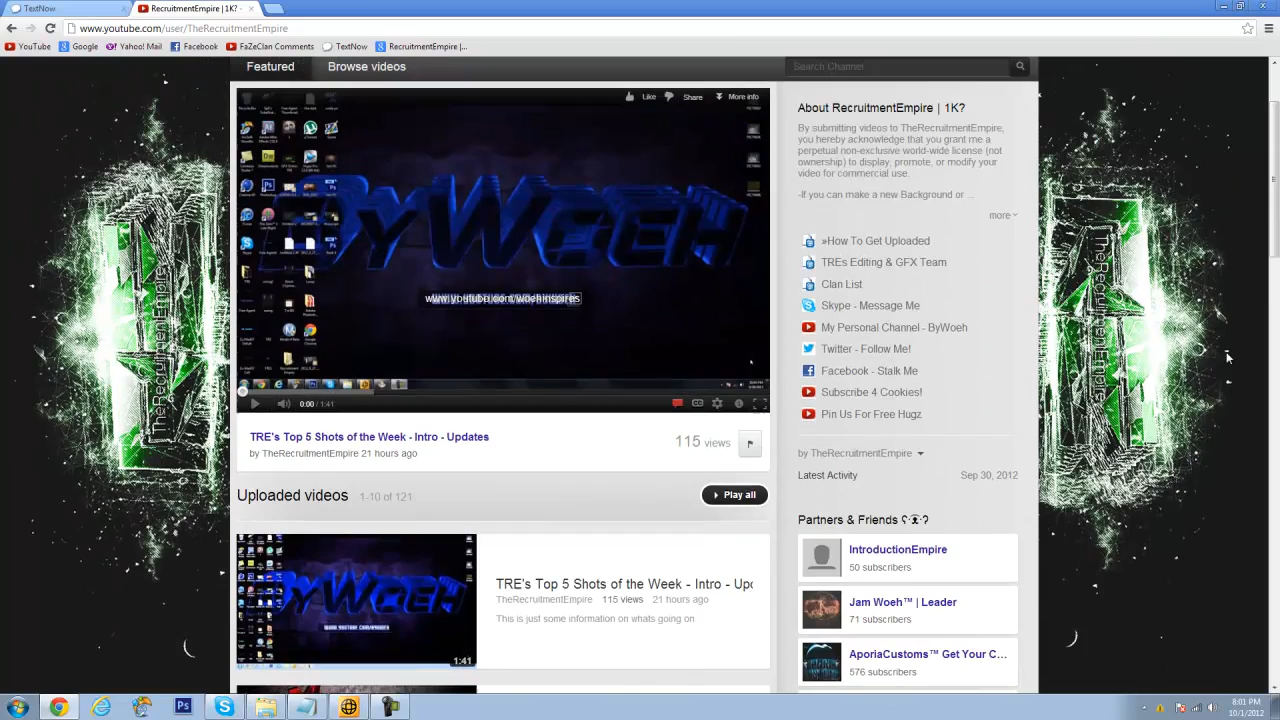 TextNow
RecruitmentEmpire | 1K? -
www.youtube.com/user/TheRecruitmentEmpire
YouTube Google Yahoo! Mail Facebook FaZeClan Comments TextNow RecruitmentEmpire |...
Featured Browse videos Search Channel
Like Share More info
ByWoeh
www.youtube.com/woehinspires
0:00 / 1:41
TRE's Top 5 Shots of the Week - Intro - Updates
by TheRecruitmentEmpire 21 hours ago
115 views
Uploaded videos 1-10 of 121
Play all
1:41
TRE's Top 5 Shots of the Week - Intro - Upd
TheRecruitmentEmpire 115 views 21 hours ago
This is just some information on whats going on
About RecruitmentEmpire | 1K?
By submitting videos to TheRecruitmentEmpire,
you hereby acknowledge that you grant me a
perpetual non-exclusive world-wide license (not
ownership) to display, promote, or modify your
video for commercial use.
-if you can make a new Background or ...
more
»How To Get Uploaded
TREs Editing & GFX Team
Clan List
Skype - Message Me
My Personal Channel - ByWoeh
Twitter - Follow Me!
Facebook - Stalk Me
Subscribe 4 Cookies!
Pin Us For Free Hugz
by TheRecruitmentEmpire
Latest Activity Sep 30, 2012
Partners & Friends ʕ·ᴥ·ʔ
IntroductionEmpire
50 subscribers
Jam Woeh™ | Leader
71 subscribers
AporiaCustoms™ Get Your C...
576 subscribers
8:01 PM
10/1/2012